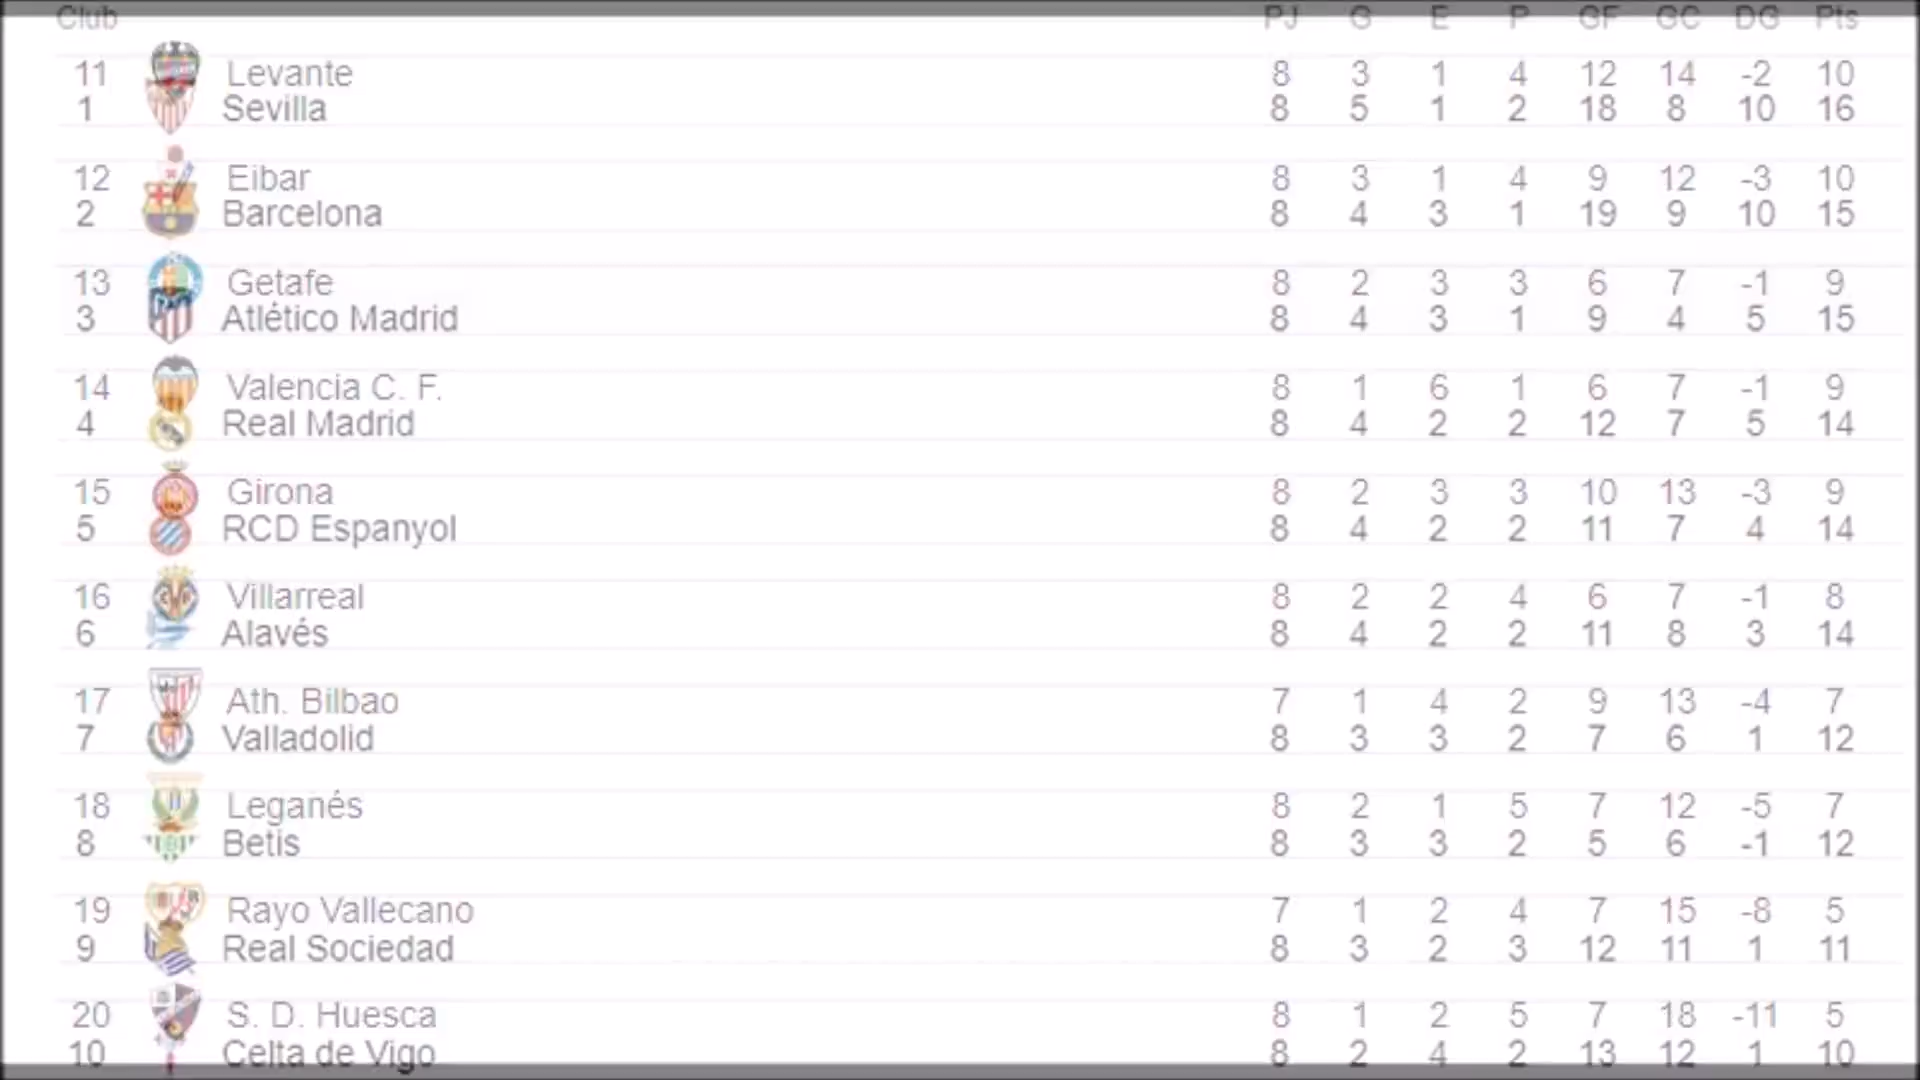 Club PJ G E P GF GC DG Pts
11 Levante 8 3 1 4 12 14 -2 10
1 Sevilla 8 5 1 2 18 8 10 16
12 Eibar 8 3 1 4 9 12 -3 10
2 Barcelona 8 4 3 1 19 9 10 15
13 Getafe 8 2 3 3 6 7 -1 9
3 Atlético Madrid 8 4 3 1 9 4 5 15
14 Valencia C. F. 8 1 6 1 6 7 -1 9
4 Real Madrid 8 4 2 2 12 7 5 14
15 Girona 8 2 3 3 10 13 -3 9
5 RCD Espanyol 8 4 2 2 11 7 4 14
16 Villarreal 8 2 2 4 6 7 -1 8
6 Alavés 8 4 2 2 11 8 3 14
17 Ath. Bilbao 7 1 4 2 9 13 -4 7
7 Valladolid 8 3 3 2 7 6 1 12
18 Leganés 8 2 1 5 7 12 -5 7
8 Betis 8 3 3 2 5 6 -1 12
19 Rayo Vallecano 7 1 2 4 7 15 -8 5
9 Real Sociedad 8 3 2 3 12 11 1 11
20 S. D. Huesca 8 1 2 5 7 18 -11 5
10 Celta de Vigo 8 2 4 2 13 12 1 10